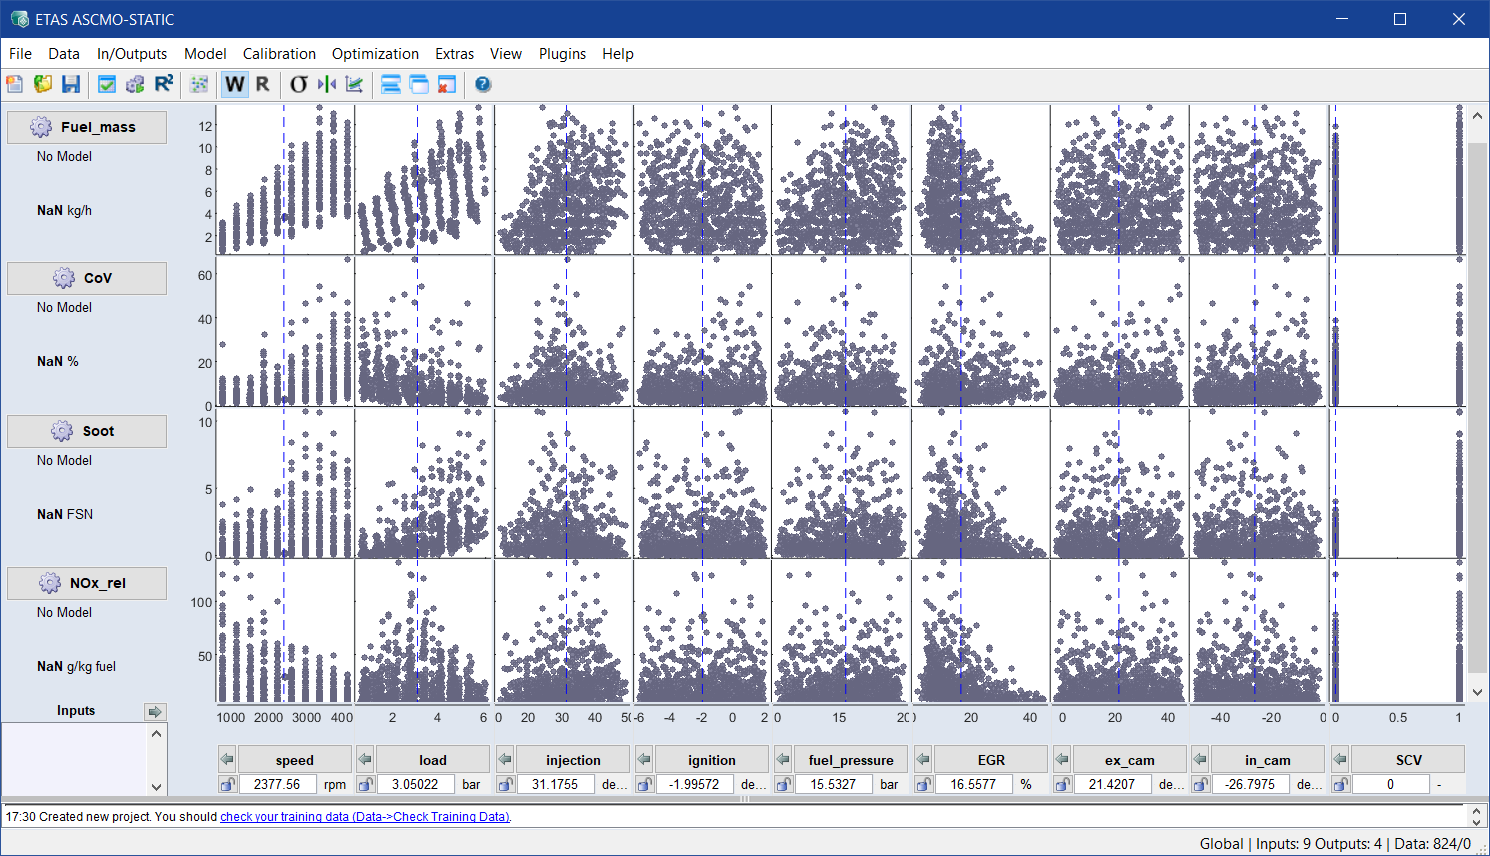 ETAS ASCMO-STATIC
File Data In/Outputs Model Calibration Optimization Extras View Plugins Help
W R σ
R²
Fuel_mass
No Model
NaN kg/h
12
10
8
6
4
2
CoV
No Model
NaN %
60
40
20
0
Soot
No Model
NaN FSN
10
5
0
NOx_rel
No Model
NaN g/kg fuel
100
50
Inputs
1000 2000 3000 400 2 4 6 0 20 30 40 50 -6 -4 -2 0 2 0 15 20 0 20 40 0 20 40 -40 -20 0 0 0.5 1
speed load injection ignition fuel_pressure EGR ex_cam in_cam SCV
2377.56 rpm 3.05022 bar 31.1755 de... -1.99572 de... 15.5327 bar 16.5577 % 21.4207 de... -26.7975 de... 0 -
17:30 Created new project. You should check your training data (Data->Check Training Data).
Global | Inputs: 9 Outputs: 4 | Data: 824/0